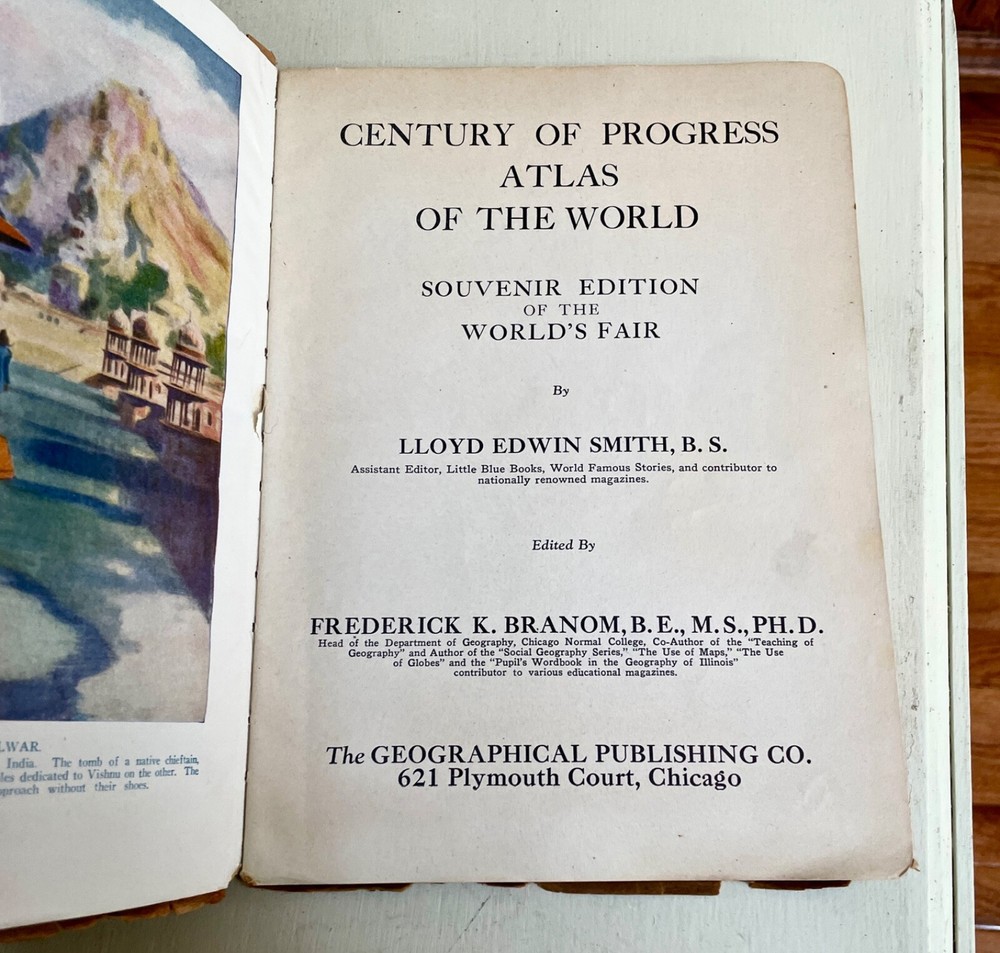 LWAR.
India. The tomb of a native chieftain,
les dedicated to Vishnu on the other. The
proach without their shoes.
CENTURY OF PROGRESS
ATLAS
OF THE WORLD
SOUVENIR EDITION
OF THE
WORLD'S FAIR
By
LLOYD EDWIN SMITH, B. S.
Assistant Editor, Little Blue Books, World Famous Stories, and contributor to
nationally renowned magazines.
Edited By
FREDERICK K. BRANOM, B. E., M. S., PH. D.
Head of the Department of Geography, Chicago Normal College, Co-Author of the "Teaching of
Geography" and Author of the "Social Geography Series," "The Use of Maps," "The Use
of Globes" and the "Pupil's Wordbook in the Geography of Illinois"
contributor to various educational magazines.
The GEOGRAPHICAL PUBLISHING CO.
621 Plymouth Court, Chicago